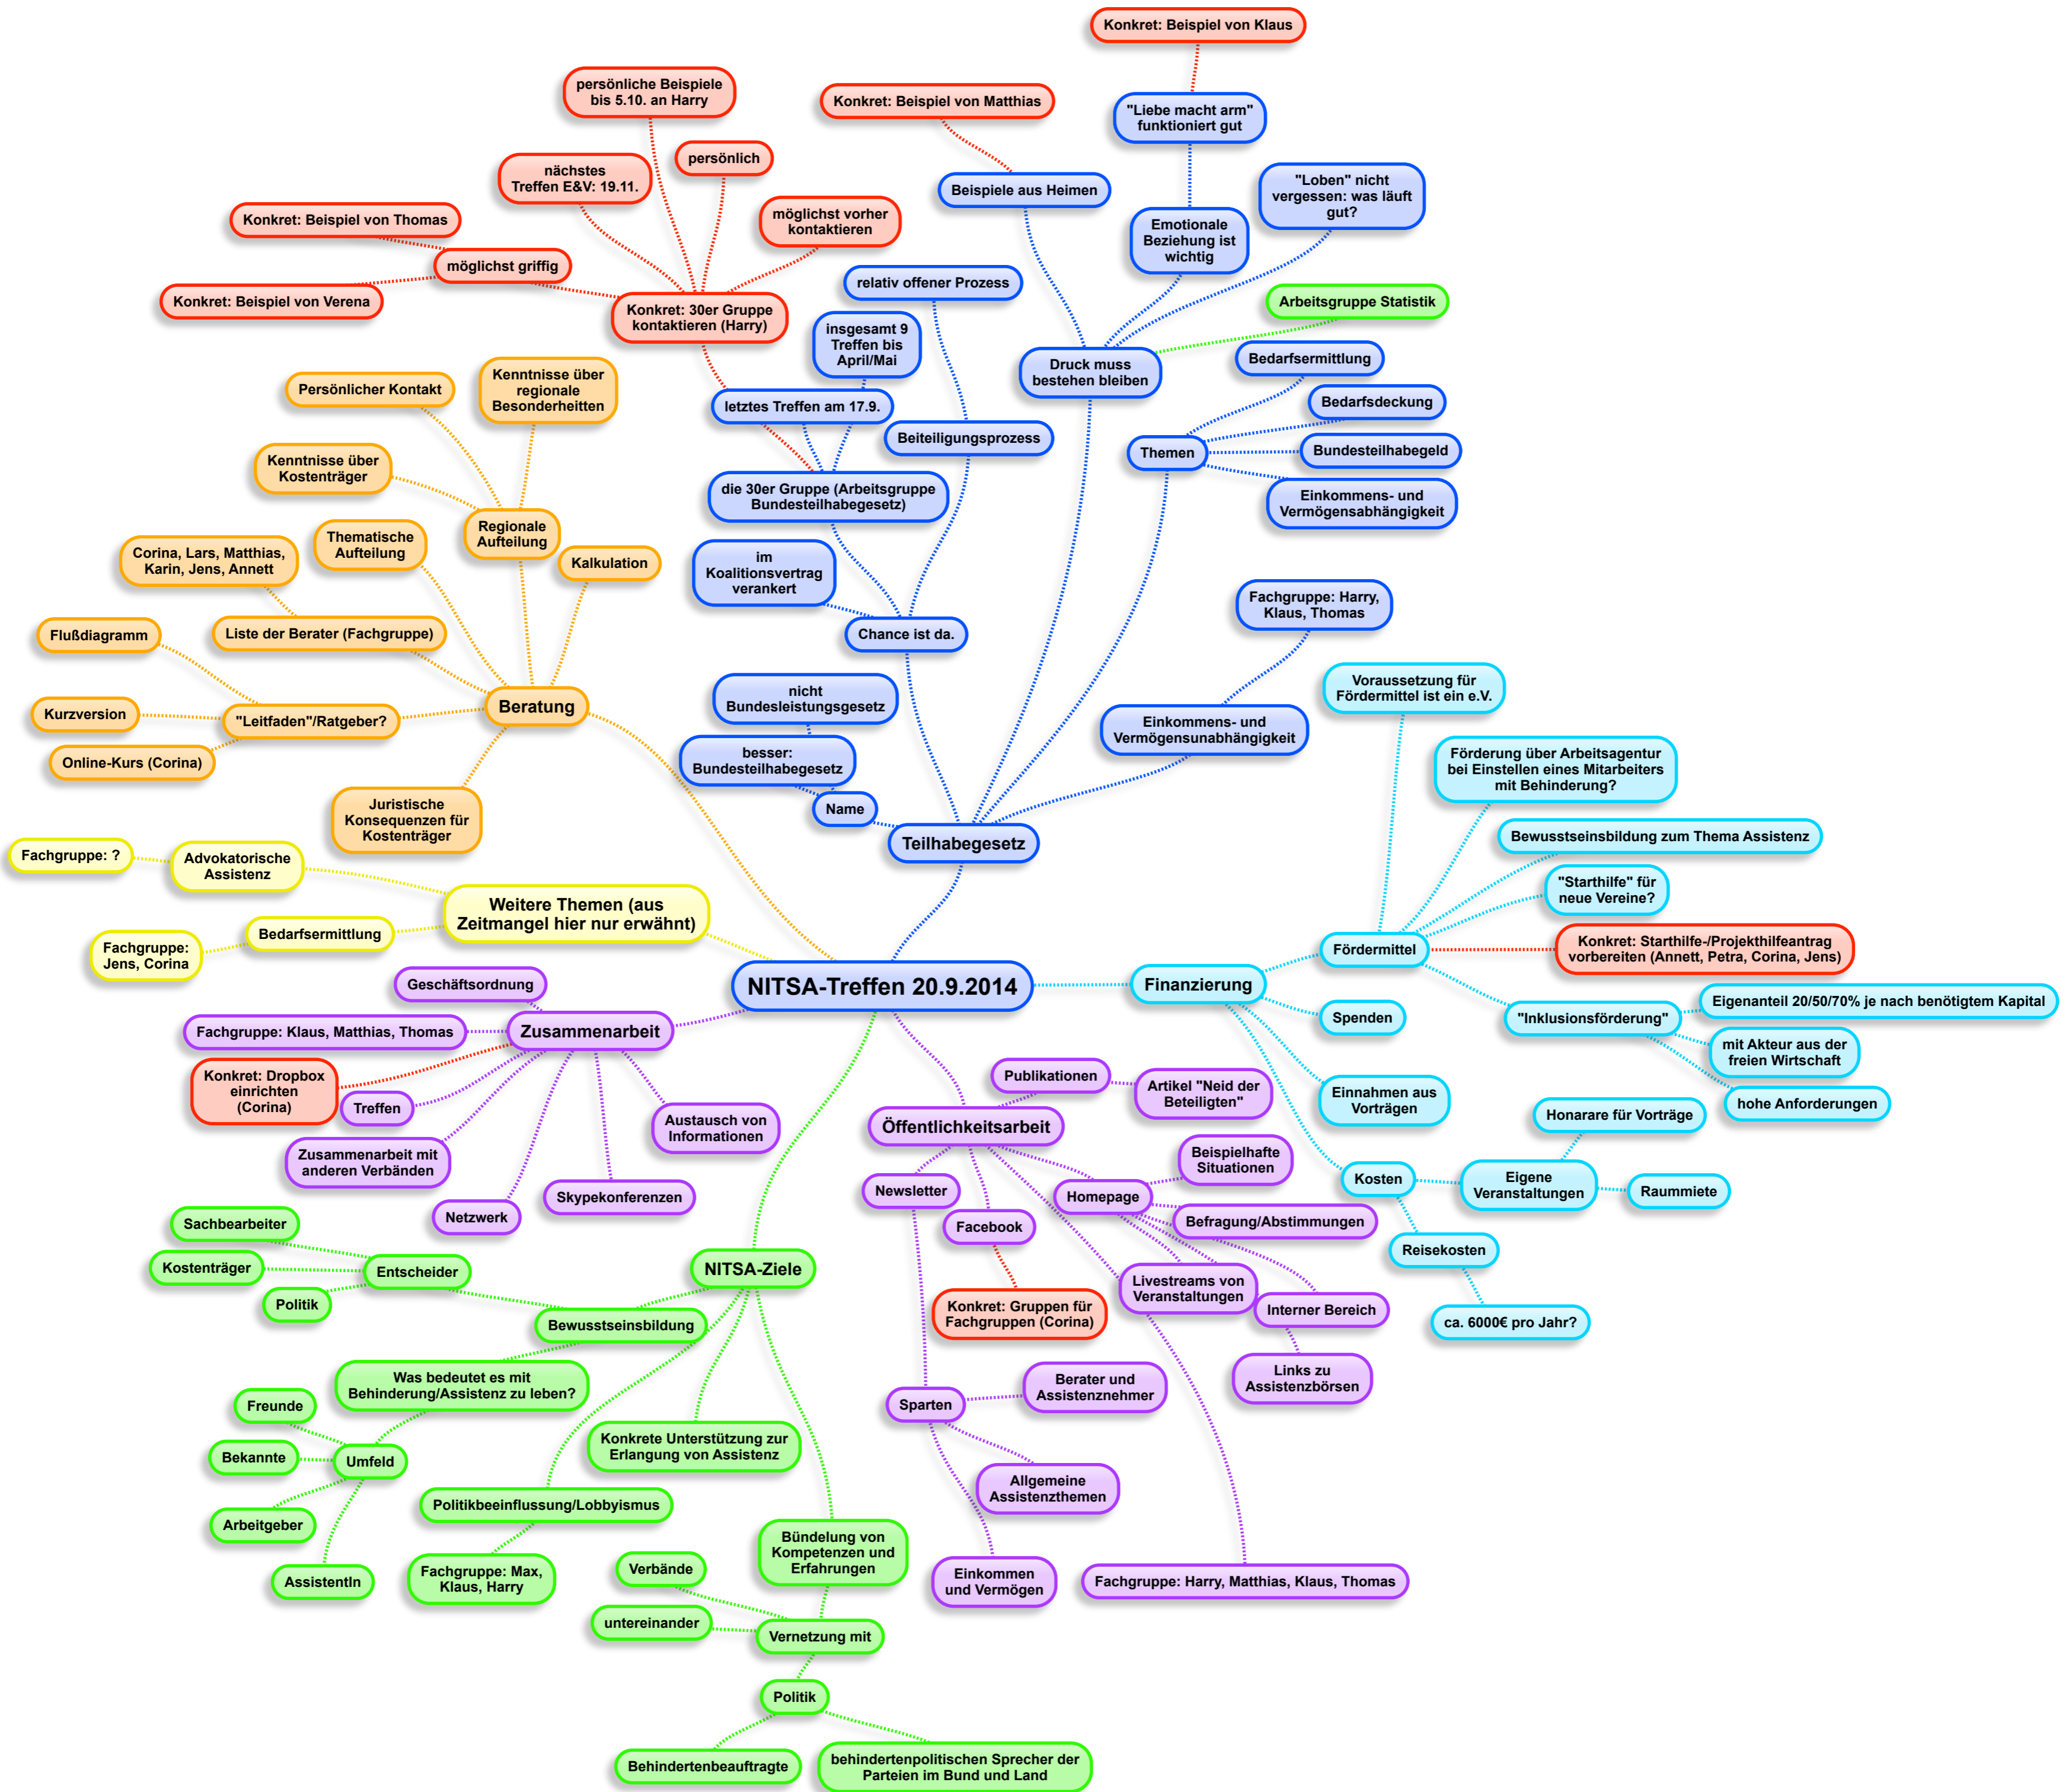 Konkret: Beispiel von Klaus
persönliche Beispiele
bis 5.10. an Harry
Konkret: Beispiel von Matthias
"Liebe macht arm"
funktioniert gut
nächstes
Treffen E&V: 19.11.
persönlich
Beispiele aus Heimen
"Loben" nicht
vergessen: was läuft
gut?
Konkret: Beispiel von Thomas
möglichst vorher
kontaktieren
Emotionale
Beziehung ist
wichtig
möglichst griffig
relativ offener Prozess
Konkret: Beispiel von Verena
Konkret: 30er Gruppe
kontaktieren (Harry)
Arbeitsgruppe Statistik
insgesamt 9
Treffen bis
April/Mai
Druck muss
bestehen bleiben
Bedarfsermittlung
Persönlicher Kontakt
Kenntnisse über
regionale
Besonderheitten
letztes Treffen am 17.9.
Bedarfsdeckung
Beiteiligungsprozess
Themen
Bundesteilhabegeld
Kenntnisse über
Kostenträger
die 30er Gruppe (Arbeitsgruppe
Bundesteilhabegesetz)
Einkommens- und
Vermögensabhängigkeit
Regionale
Aufteilung
Thematische
Aufteilung
Corina, Lars, Matthias,
Karin, Jens, Annett
Kalkulation
im
Koalitionsvertrag
verankert
Fachgruppe: Harry,
Klaus, Thomas
Flußdiagramm
Liste der Berater (Fachgruppe)
Chance ist da.
Voraussetzung für
Fördermittel ist ein e.V.
nicht
Bundesleistungsgesetz
Kurzversion
"Leitfaden"/Ratgeber?
Beratung
Einkommens- und
Vermögensunabhängigkeit
Online-Kurs (Corina)
besser:
Bundesteilhabegesetz
Förderung über Arbeitsagentur
bei Einstellen eines Mitarbeiters
mit Behinderung?
Juristische
Konsequenzen für
Kostenträger
Name
Teilhabegesetz
Bewusstseinsbildung zum Thema Assistenz
Fachgruppe: ?
Advokatorische
Assistenz
"Starthilfe" für
neue Vereine?
Weitere Themen (aus
Zeitmangel hier nur erwähnt)
Bedarfsermittlung
Fachgruppe:
Jens, Corina
Fördermittel
Konkret: Starthilfe-/Projekthilfeantrag
vorbereiten (Annett, Petra, Corina, Jens)
Geschäftsordnung
NITSA-Treffen 20.9.2014
Finanzierung
Eigenanteil 20/50/70% je nach benötigtem Kapital
Fachgruppe: Klaus, Matthias, Thomas
Zusammenarbeit
Spenden
"Inklusionsförderung"
mit Akteur aus der
freien Wirtschaft
Konkret: Dropbox
einrichten
(Corina)
Treffen
Publikationen
Artikel "Neid der
Beteiligten"
Einnahmen aus
Vorträgen
hohe Anforderungen
Austausch von
Informationen
Öffentlichkeitsarbeit
Honorare für Vorträge
Zusammenarbeit mit
anderen Verbänden
Beispielhafte
Situationen
Kosten
Eigene
Veranstaltungen
Raummiete
Newsletter
Homepage
Skypekonferenzen
Netzwerk
Facebook
Befragung/Abstimmungen
Sachbearbeiter
Reisekosten
Kostenträger
Entscheider
NITSA-Ziele
Livestreams von
Veranstaltungen
Politik
Interner Bereich
Konkret: Gruppen für
Fachgruppen (Corina)
Bewusstseinsbildung
ca. 6000€ pro Jahr?
Was bedeutet es mit
Behinderung/Assistenz zu leben?
Links zu
Assistenzbörsen
Freunde
Sparten
Berater und
Assistenznehmer
Konkrete Unterstützung zur
Erlangung von Assistenz
Bekannte
Umfeld
Allgemeine
Assistenzthemen
Politikbeeinflussung/Lobbyismus
Arbeitgeber
Bündelung von
Kompetenzen und
Erfahrungen
AssistentIn
Fachgruppe: Max,
Klaus, Harry
Verbände
Einkommen
und Vermögen
Fachgruppe: Harry, Matthias, Klaus, Thomas
untereinander
Vernetzung mit
Politik
Behindertenbeauftragte
behindertenpolitischen Sprecher der
Parteien im Bund und Land